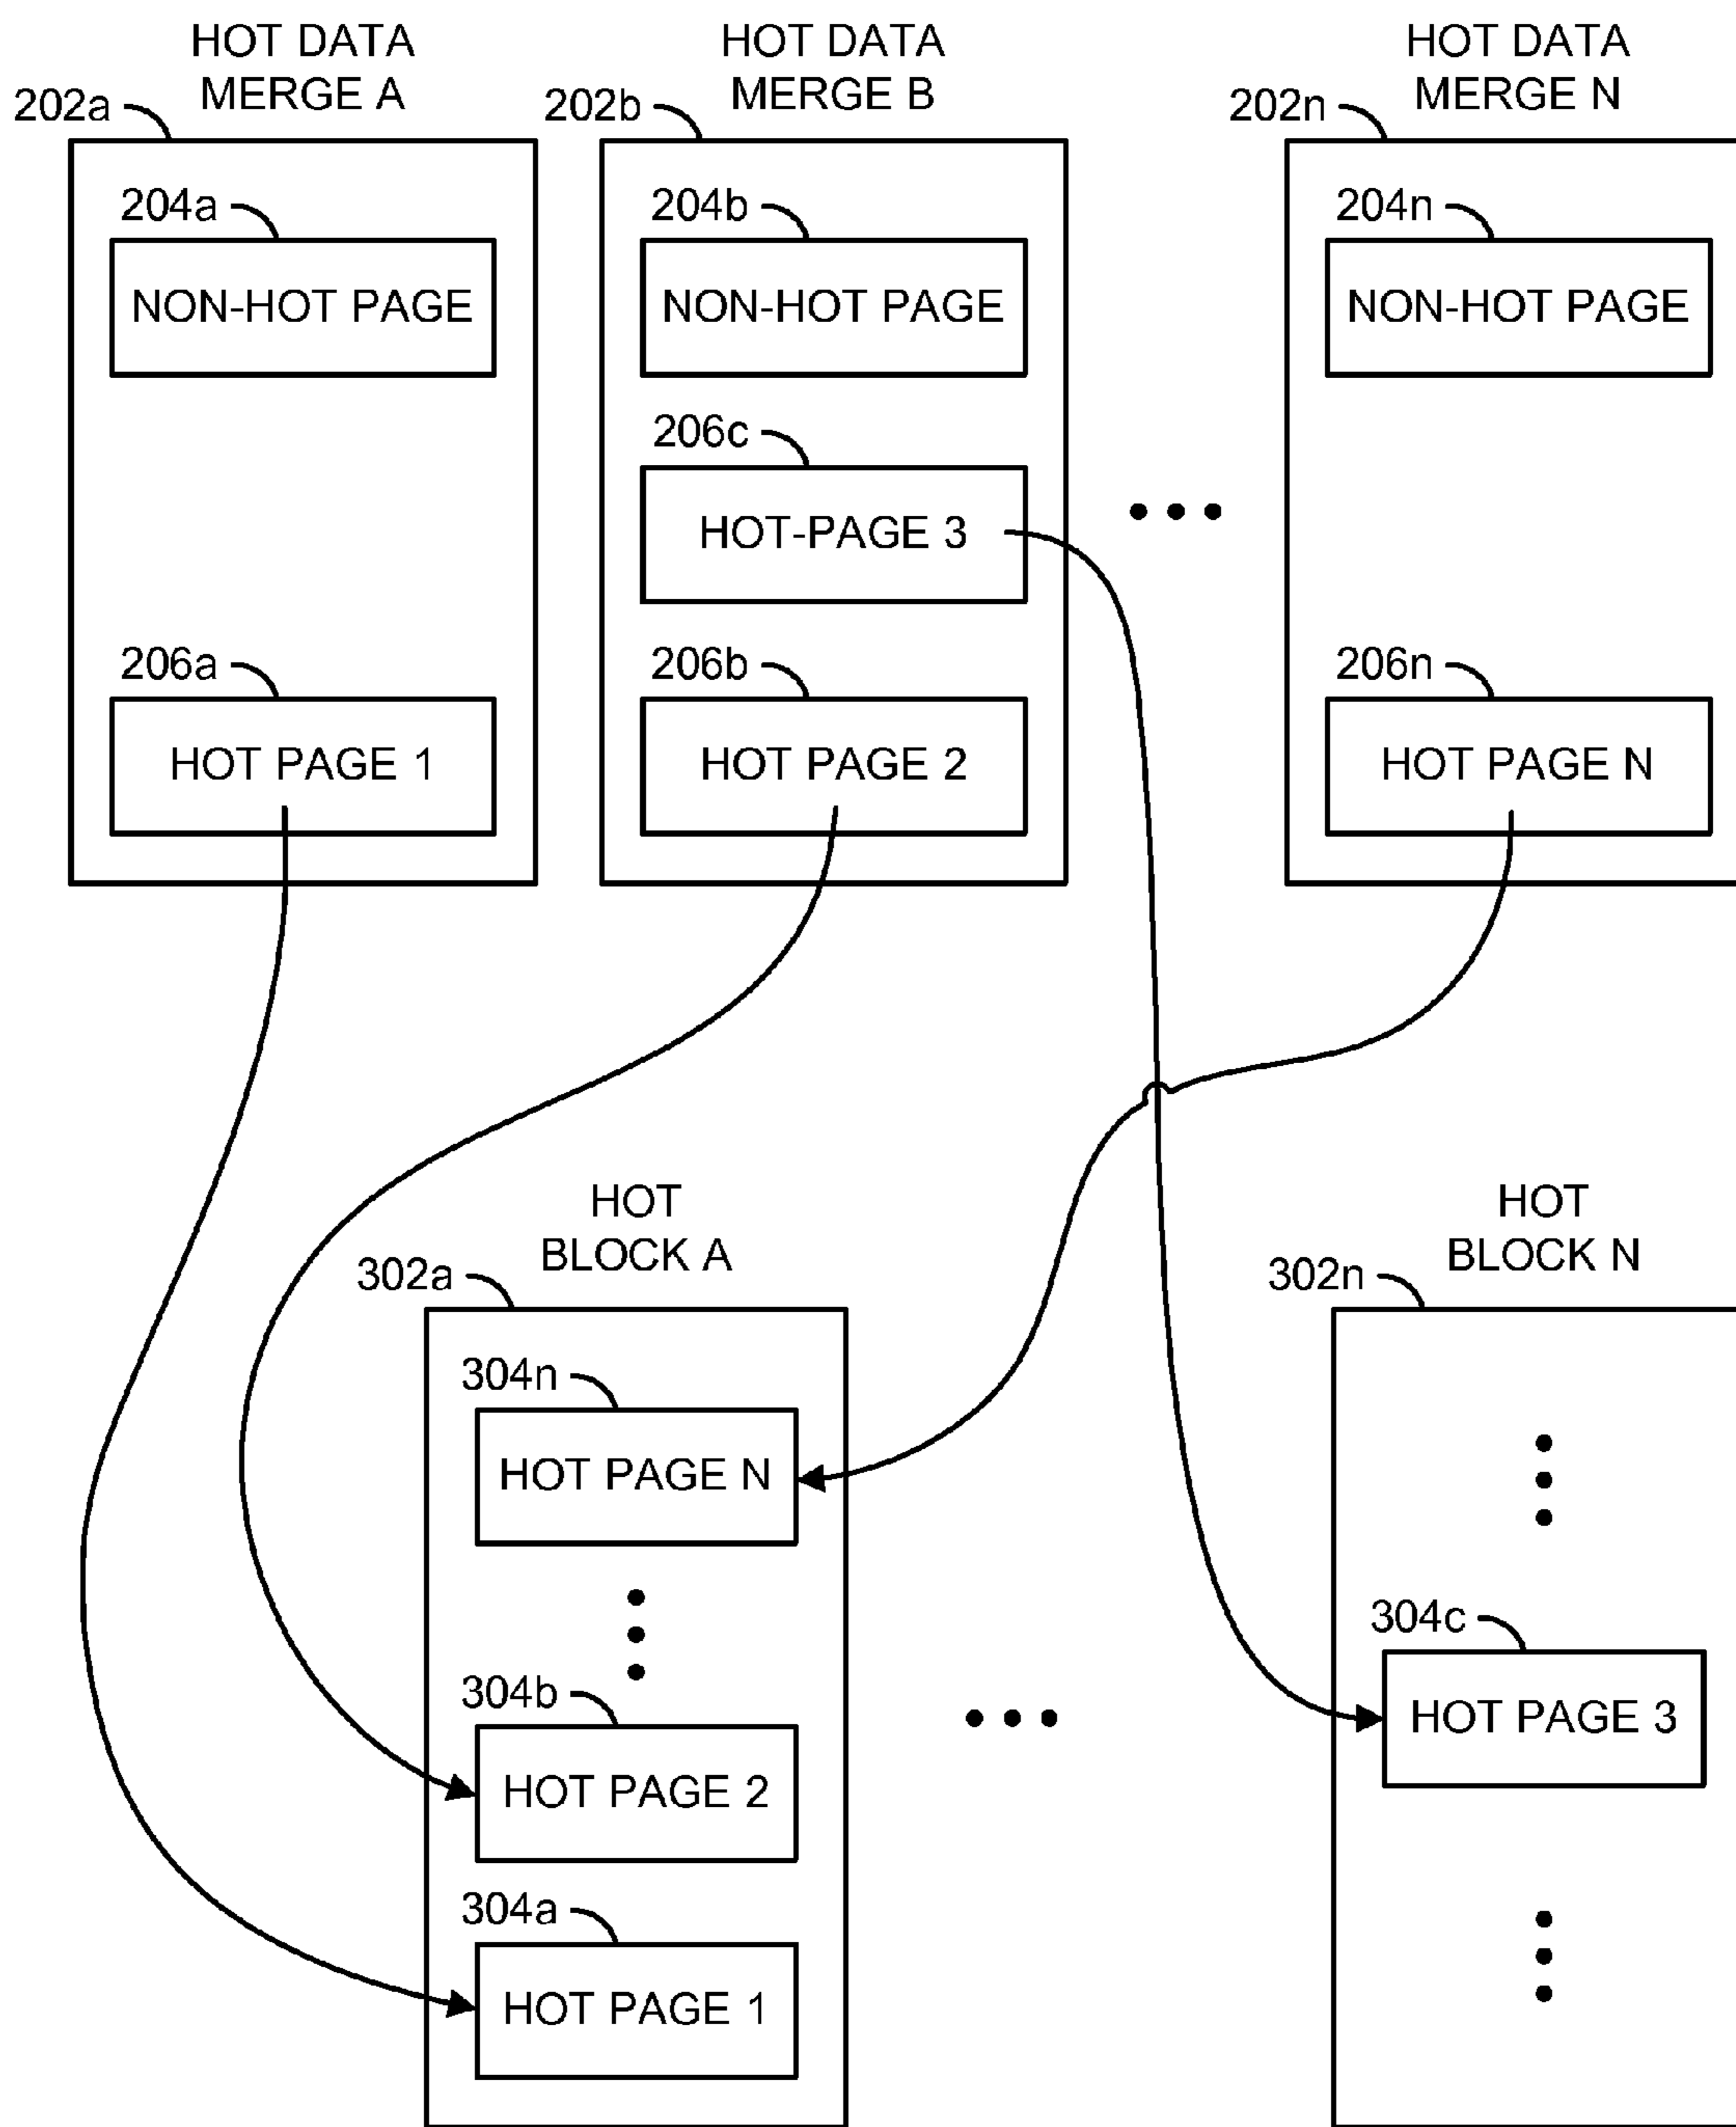 HOT DATA
MERGE A
HOT DATA
MERGE B
HOT DATA
MERGE N
202a
202b
202n
204a
204b
204n
NON-HOT PAGE
NON-HOT PAGE
NON-HOT PAGE
206c
HOT-PAGE 3
206a
206b
206n
HOT PAGE 1
HOT PAGE 2
HOT PAGE N
HOT
BLOCK A
HOT
BLOCK N
302a
302n
304n
HOT PAGE N
304c
HOT PAGE 3
304b
HOT PAGE 2
304a
HOT PAGE 1